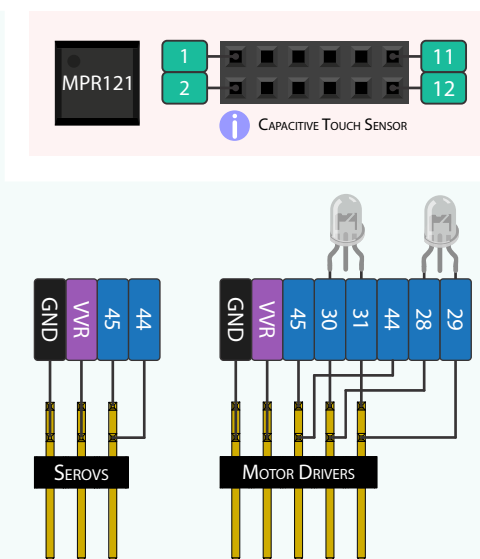 MPR121
1
11
2
12
i
CAPACITIVE TOUCH SENSOR
GND
VVR
45
44
GND
VVR
45
30
31
44
28
29
SEROVS
MOTOR DRIVERS